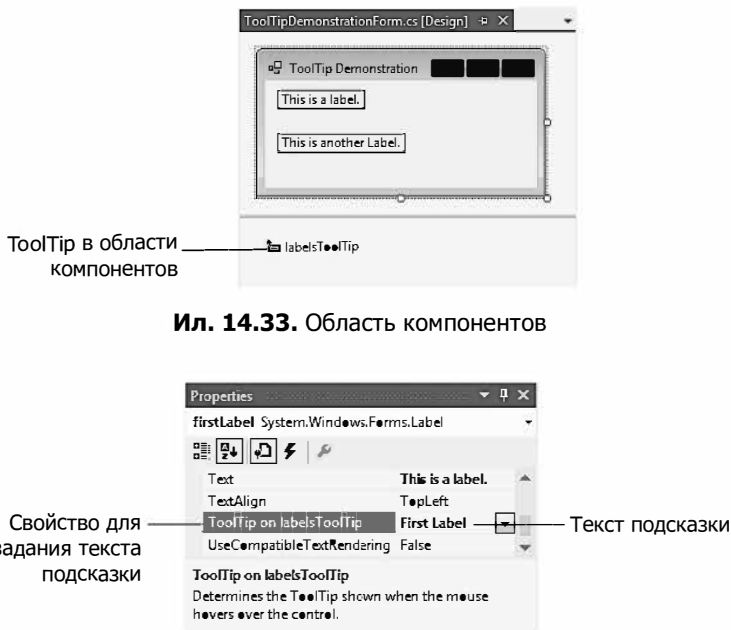 ToolTipDemonstrationForm.cs [Design]
ToolTip Demonstration
This is a label.
This is another Label.
ToolTip в области
компонентов
labelsToolTip
Ил. 14.33. Область компонентов
Properties
firstLabel System.Windows.Forms.Label
Text This is a label.
TextAlign TopLeft
Свойство для
задания текста
подсказки
ToolTip on labelsToolTip First Label
Текст подсказки
UseCompatibleTextRendering False
ToolTip on labelsToolTip
Determines the ToolTip shown when the mouse
hovers over the control.